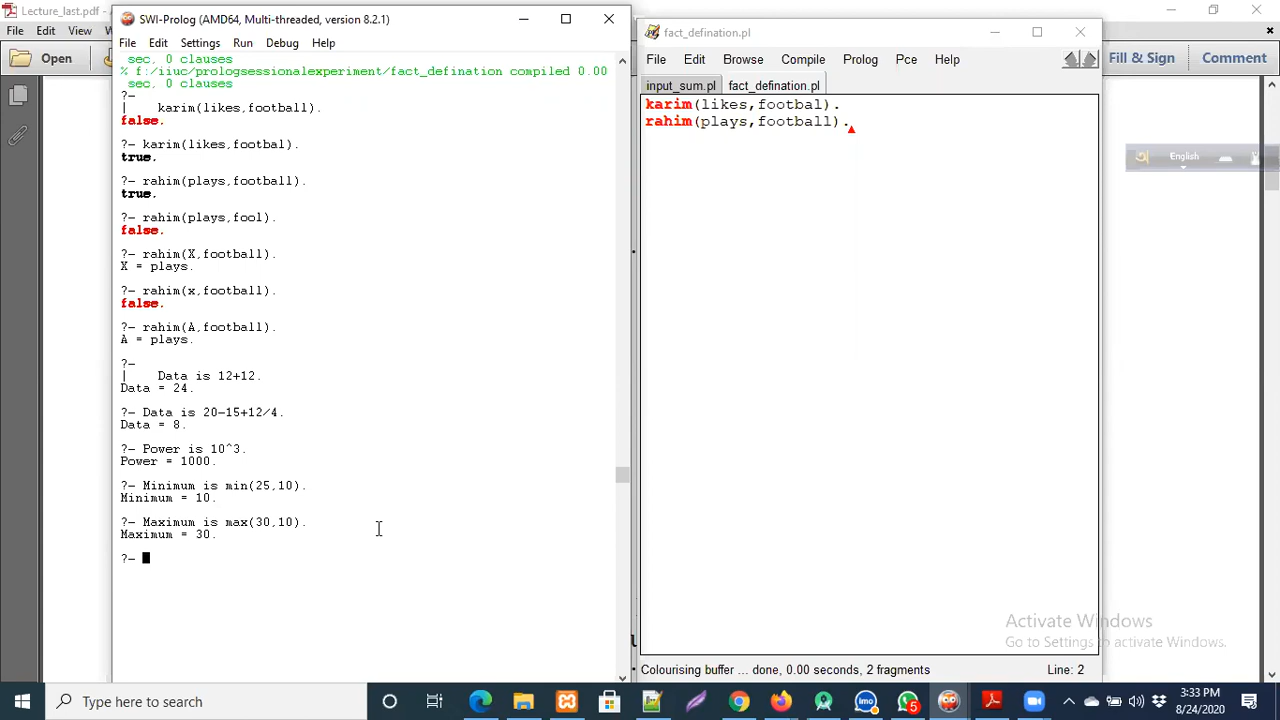 Lecture_last.pdf
File Edit View
Open
Fill & Sign Comment
SWI-Prolog (AMD64, Multi-threaded, version 8.2.1)
File Edit Settings Run Debug Help
sec, 0 clauses
% f:/iiuc/prologsessionalexperiment/fact_defination compiled 0.00
sec, 0 clauses
?-
| karim(likes,football).
false.
?- karim(likes,footbal).
true.
?- rahim(plays,football).
true.
?- rahim(plays,fool).
false.
?- rahim(X,football).
X = plays.
?- rahim(x,football).
false.
?- rahim(A,football).
A = plays.
?-
| Data is 12+12.
Data = 24.
?- Data is 20-15+12/4.
Data = 8.
?- Power is 10^3.
Power = 1000.
?- Minimum is min(25,10).
Minimum = 10.
?- Maximum is max(30,10).
Maximum = 30.
?-
fact_defination.pl
File Edit Browse Compile Prolog Pce Help
input_sum.pl fact_defination.pl
karim(likes,footbal).
rahim(plays,football).
English
Activate Windows
Go to Settings to activate Windows.
Colourising buffer ... done, 0.00 seconds, 2 fragments Line: 2
Type here to search
5
3:33 PM
8/24/2020